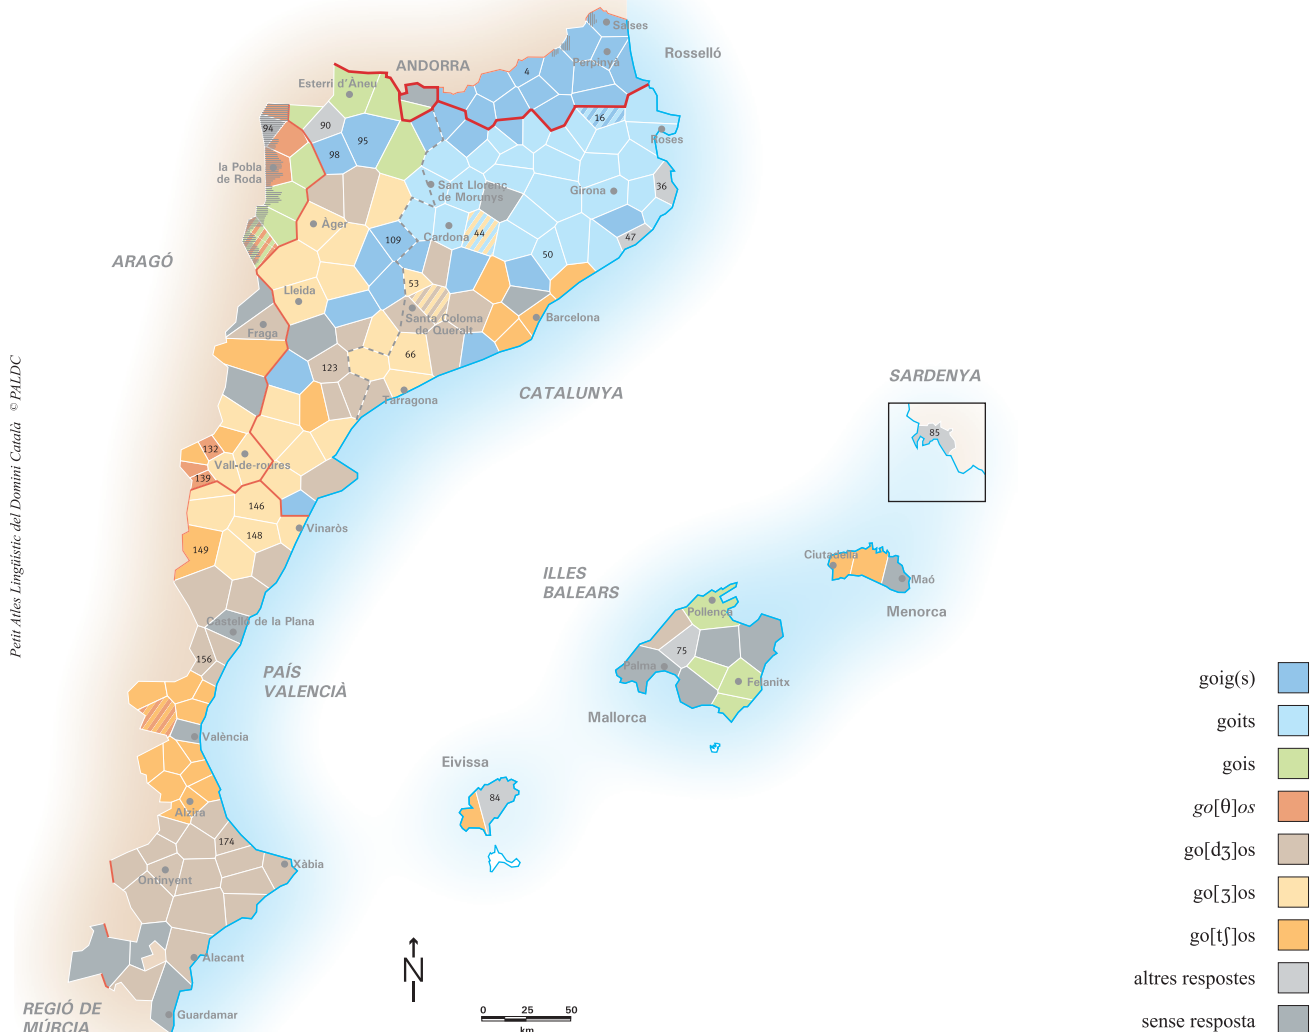 Salses
Rosselló
Perpinyà
ANDORRA
4
Esterri d'Àneu
16
94
90
95
Roses
98
la Pobla
de Roda
36
Sant Llorenç
de Morunys
Girona
Àger
44
47
Cardona
109
50
ARAGÓ
53
Lleida
Santa Coloma
de Queralt
Barcelona
Fraga
66
123
SARDENYA
CATALUNYA
Tarragona
85
132
Vall-de-roures
139
146
Vinaròs
148
149
Ciutadella
ILLES
BALEARS
Maó
Menorca
Pollença
Castelló de la Plana
75
156
Palma
PAÍS
VALENCIÀ
Felanitx
Mallorca
València
Eivissa
84
Alzira
174
Xàbia
Ontinyent
Alacant
REGIÓ DE
MÚRCIA
Guardamar
N
0 25 50
km
Petit Atles Lingüístic del Domini Català © PALDC
goig(s)
goits
gois
go[θ]os
go[dʒ]os
go[ʒ]os
go[tʃ]os
altres respostes
sense resposta